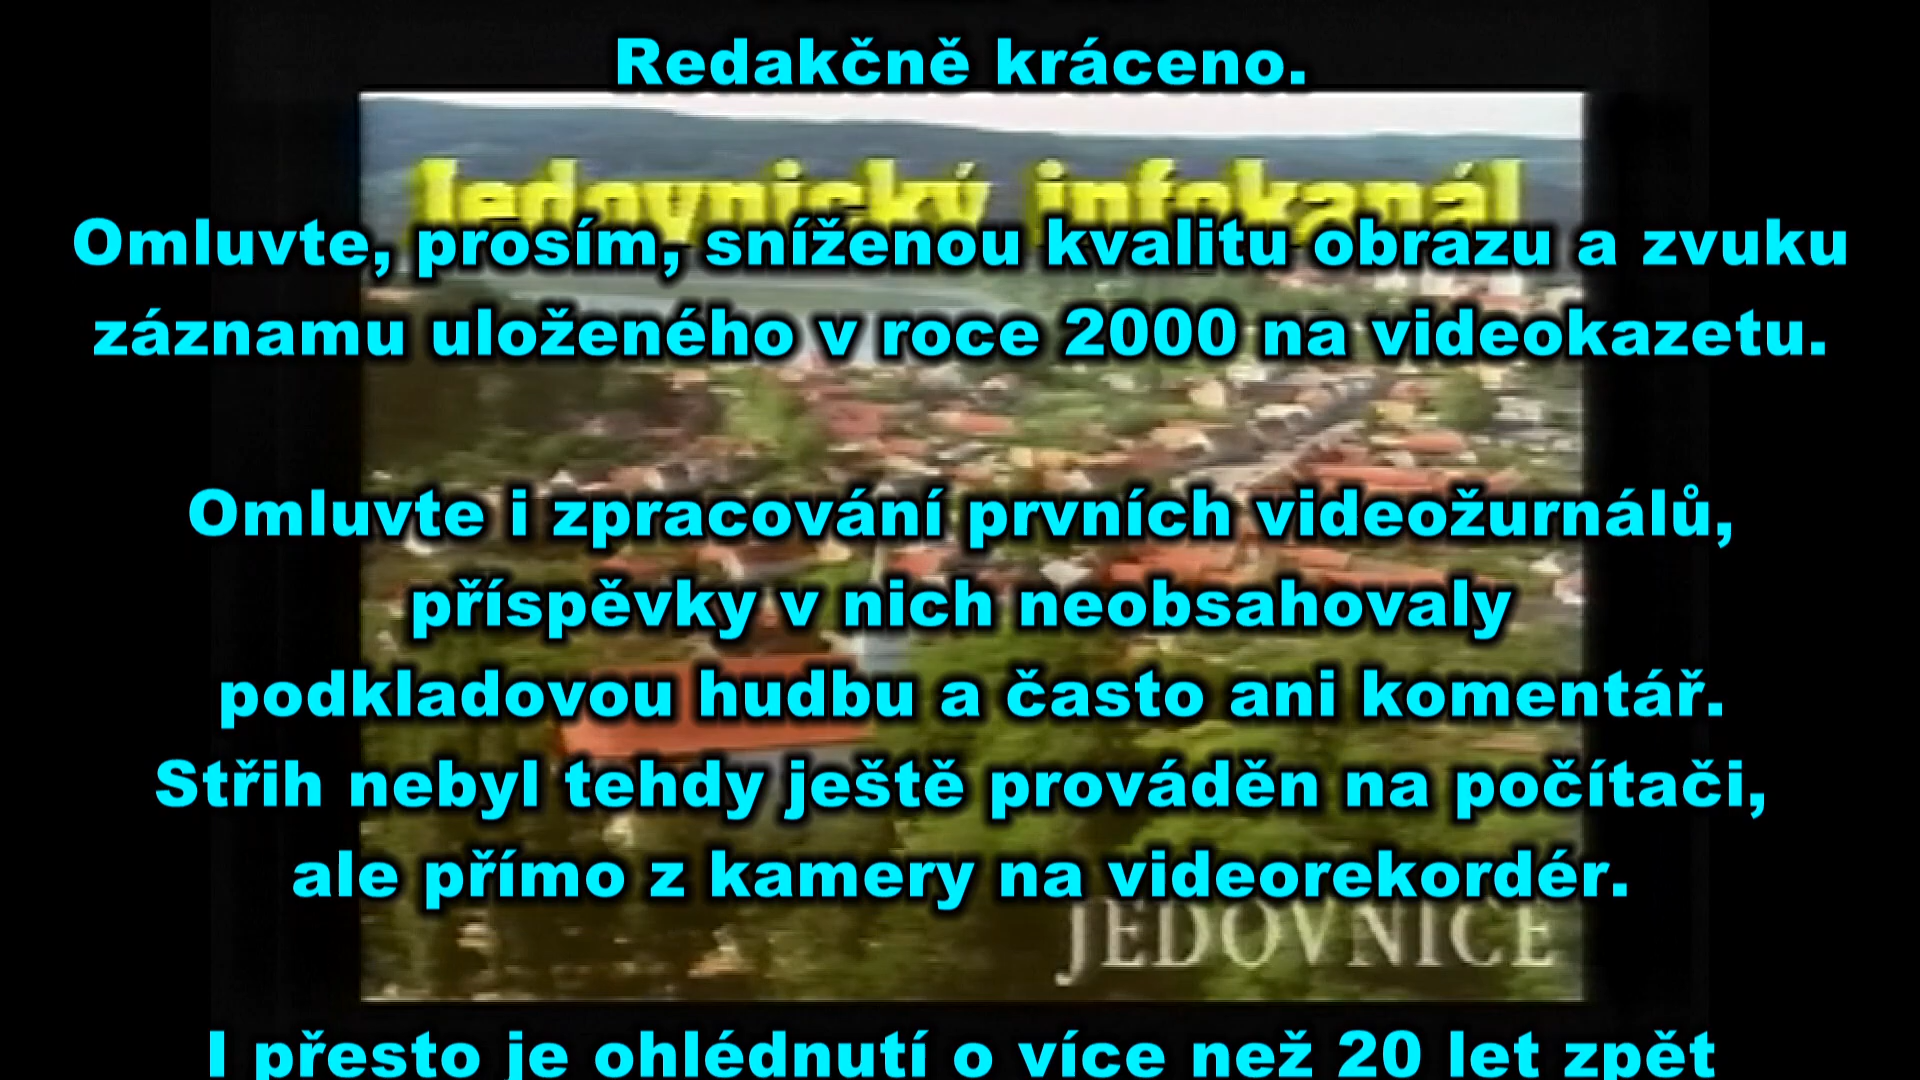 Redakčně kráceno.
Jedovnický infokanál
Omluvte, prosím, sníženou kvalitu obrazu a zvuku
záznamu uloženého v roce 2000 na videokazetu.
Omluvte i zpracování prvních videožurnálů,
příspěvky v nich neobsahovaly
podkladovou hudbu a často ani komentář.
Střih nebyl tehdy ještě prováděn na počítači,
ale přímo z kamery na videorekordér.
JEDOVNICE
I přesto je ohlédnutí o více než 20 let zpět